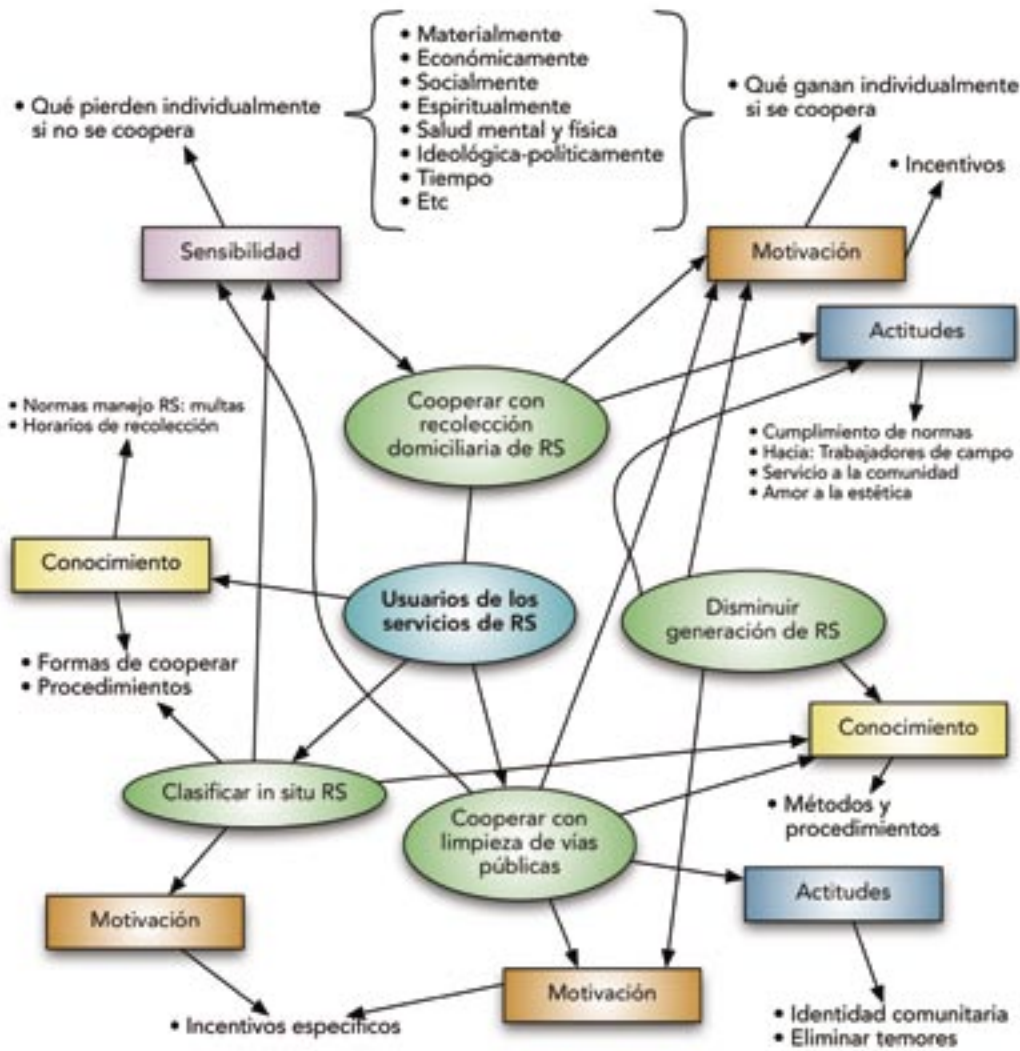 • Materialmente
• Económicamente
• Socialmente
• Espiritualmente
• Salud mental y física
• Ideológica-políticamente
• Tiempo
• Etc
• Qué pierden individualmente
si no se coopera
• Qué ganan individualmente
si se coopera
• Incentivos
Sensibilidad
Motivación
Actitudes
Cooperar con
recolección
domiciliaria de RS
• Normas manejo RS: multas
• Horarios de recolección
• Cumplimiento de normas
• Hacia: Trabajadores de campo
• Servicio a la comunidad
• Amor a la estética
Conocimiento
Usuarios de los
servicios de RS
Disminuir
generación de RS
• Formas de cooperar
• Procedimientos
Conocimiento
Clasificar in situ RS
Cooperar con
limpieza de vías
públicas
• Métodos y
procedimientos
Actitudes
Motivación
Motivación
• Incentivos específicos
• Identidad comunitaria
• Eliminar temores